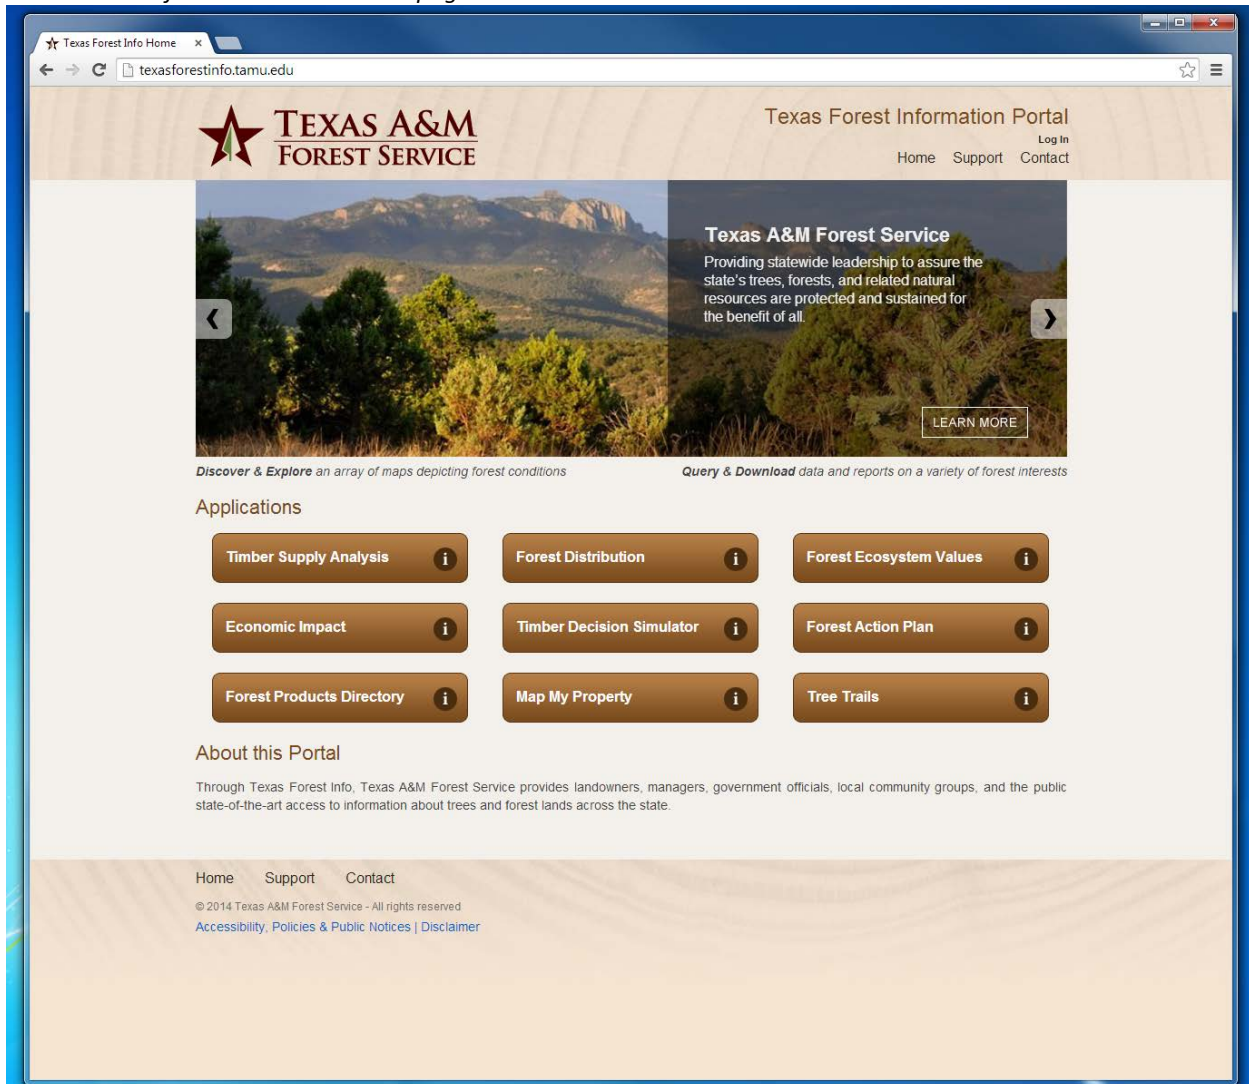 Texas Forest Info Home
texasforestinfo.tamu.edu
TEXAS A&M
FOREST SERVICE
Texas Forest Information Portal
Log In
Home Support Contact
Texas A&M Forest Service
Providing statewide leadership to assure the
state's trees, forests, and related natural
resources are protected and sustained for
the benefit of all.
LEARN MORE
Discover & Explore an array of maps depicting forest conditions
Query & Download data and reports on a variety of forest interests
Applications
Timber Supply Analysis i
Forest Distribution i
Forest Ecosystem Values i
Economic Impact i
Timber Decision Simulator i
Forest Action Plan i
Forest Products Directory i
Map My Property i
Tree Trails i
About this Portal
Through Texas Forest Info, Texas A&M Forest Service provides landowners, managers, government officials, local community groups, and the public
state-of-the-art access to information about trees and forest lands across the state.
Home Support Contact
© 2014 Texas A&M Forest Service - All rights reserved
Accessibility, Policies & Public Notices | Disclaimer